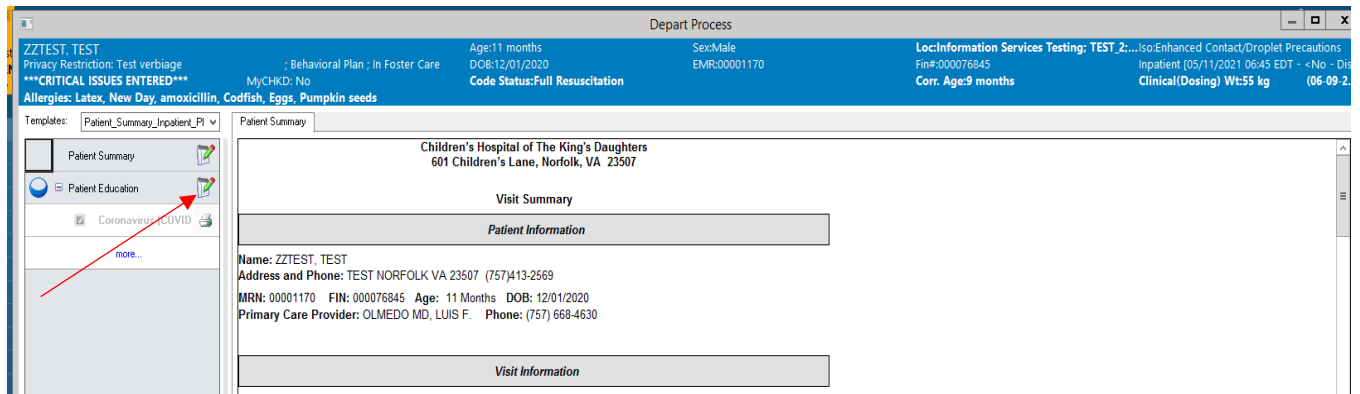 Depart Process
ZZTEST, TEST Age:11 months Sex:Male Loc:Information Services Testing: TEST_2;... Iso:Enhanced Contact/Droplet Precautions
Privacy Restriction: Test verbiage ; Behavioral Plan ; In Foster Care DOB:12/01/2020 EMR:00001170 Fin#:000076845 Inpatient [05/11/2021 06:45 EDT - <No - Dis
***CRITICAL ISSUES ENTERED*** MyCHKD: No Code Status:Full Resuscitation Corr. Age:9 months Clinical(Dosing) Wt:55 kg (06-09-2.
Allergies: Latex, New Day, amoxicillin, Codfish, Eggs, Pumpkin seeds
Templates: Patient_Summary_Inpatient_Pl Patient Summary
Patient Summary
Patient Education
Coronavirus (COVID
more...
Children's Hospital of The King's Daughters
601 Children's Lane, Norfolk, VA 23507
Visit Summary
Patient Information
Name: ZZTEST, TEST
Address and Phone: TEST NORFOLK VA 23507 (757)413-2569
MRN: 00001170 FIN: 000076845 Age: 11 Months DOB: 12/01/2020
Primary Care Provider: OLMEDO MD, LUIS F. Phone: (757) 668-4630
Visit Information